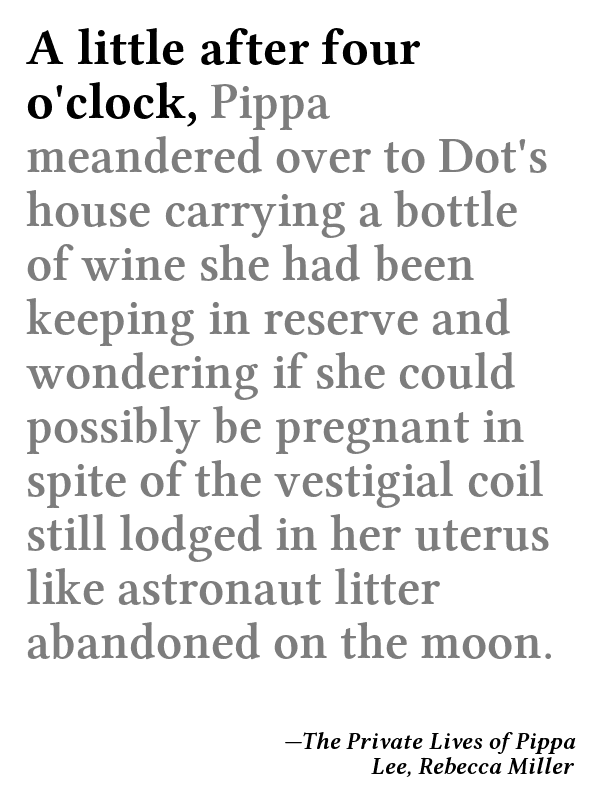 A little after four
o'clock, Pippa
meandered over to Dot's
house carrying a bottle
of wine she had been
keeping in reserve and
wondering if she could
possibly be pregnant in
spite of the vestigial coil
still lodged in her uterus
like astronaut litter
abandoned on the moon.
—The Private Lives of Pippa
Lee, Rebecca Miller